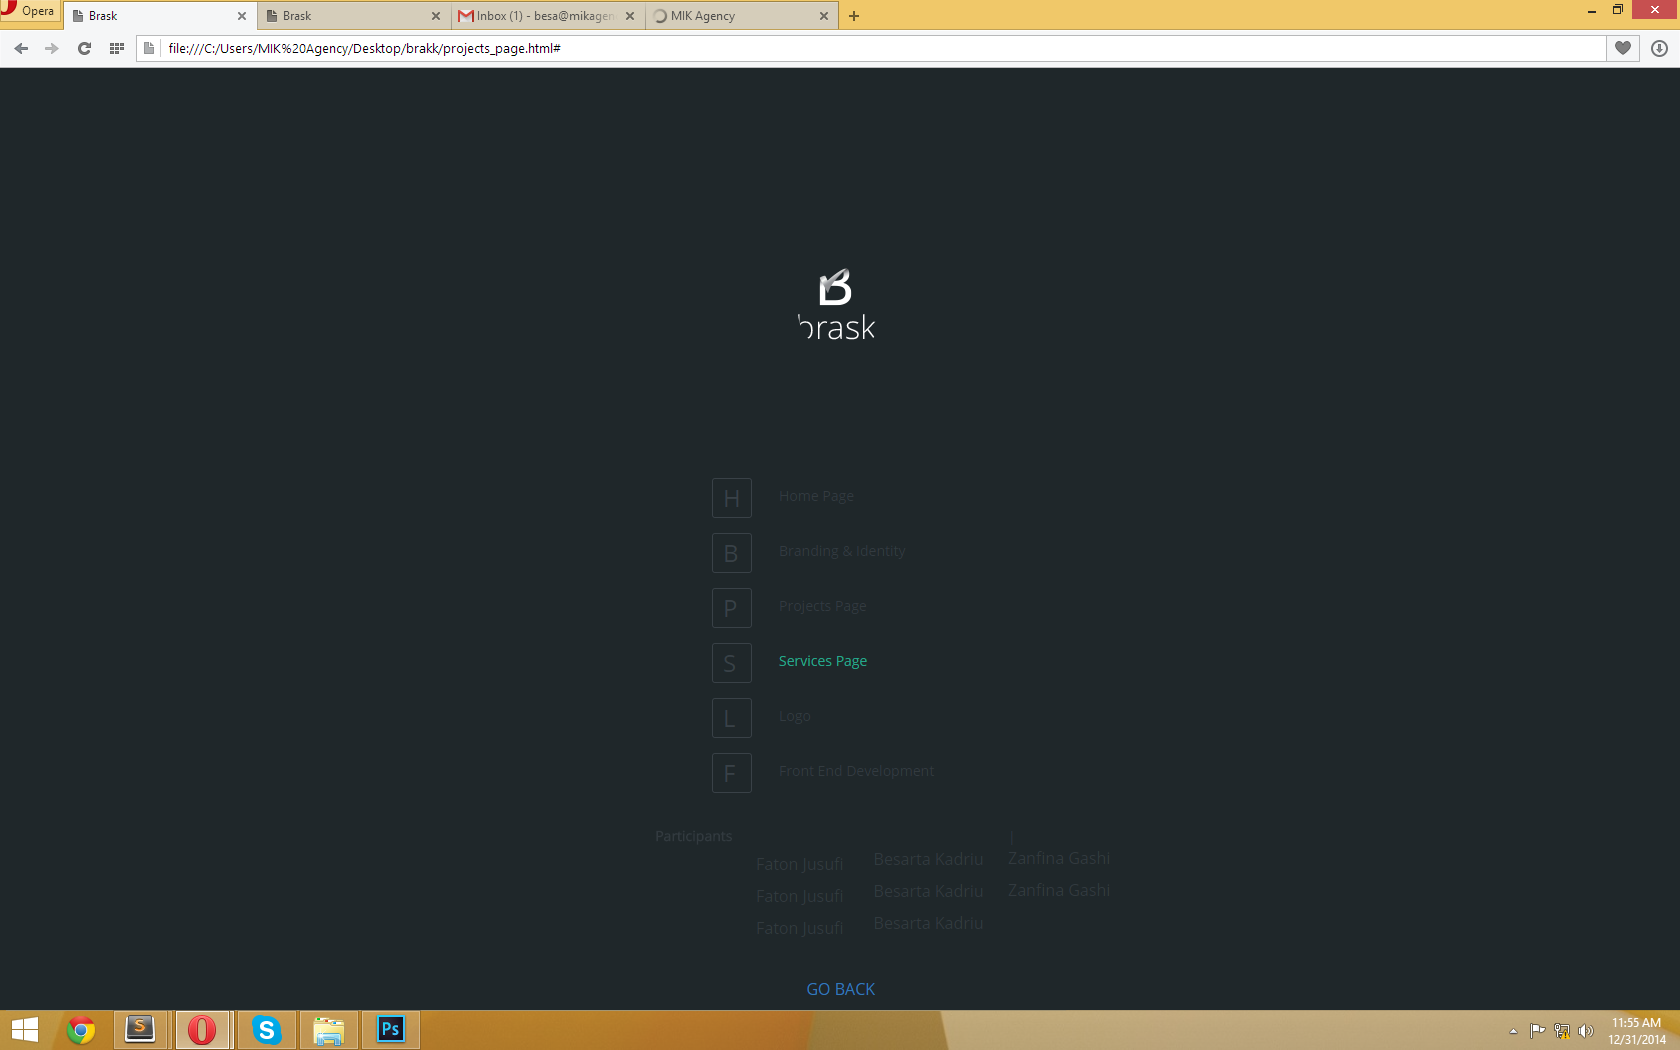 Opera
Brask
Brask
Inbox (1) - besa@mikagen
MIK Agency
file:///C:/Users/MIK%20Agency/Desktop/brakk/projects_page.html#
B
brask
H Home Page
B Branding & Identity
P Projects Page
S Services Page
L Logo
F Front End Development
Participants
Faton Jusufi Besarta Kadriu Zanfina Gashi
Faton Jusufi Besarta Kadriu Zanfina Gashi
Faton Jusufi Besarta Kadriu
GO BACK
S
S
Ps
11:55 AM
12/31/2014